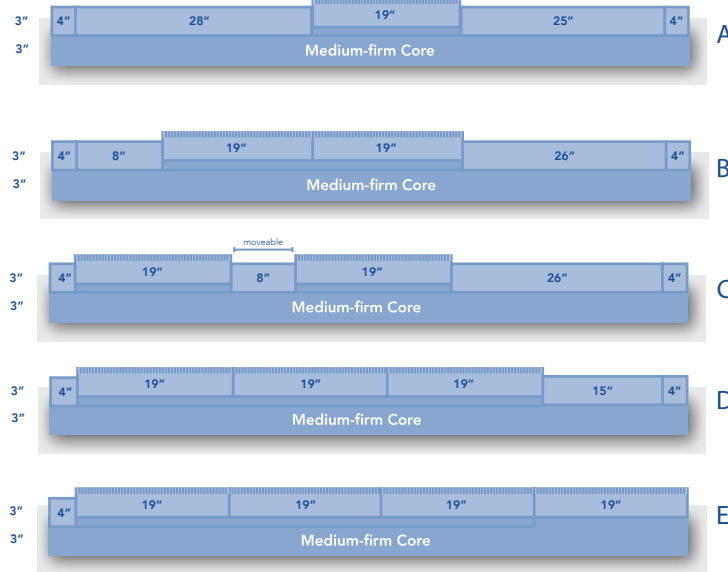 19”
3” 4” 28” 25” 4” A
3” Medium-firm Core
19” 19”
3” 4” 8” 26” 4” B
3” Medium-firm Core
moveable
3” 4” 19” 8” 19” 26” 4” C
3” Medium-firm Core
3” 4” 19” 19” 19” 15” 4” D
3” Medium-firm Core
3” 4” 19” 19” 19” 19” E
3” Medium-firm Core